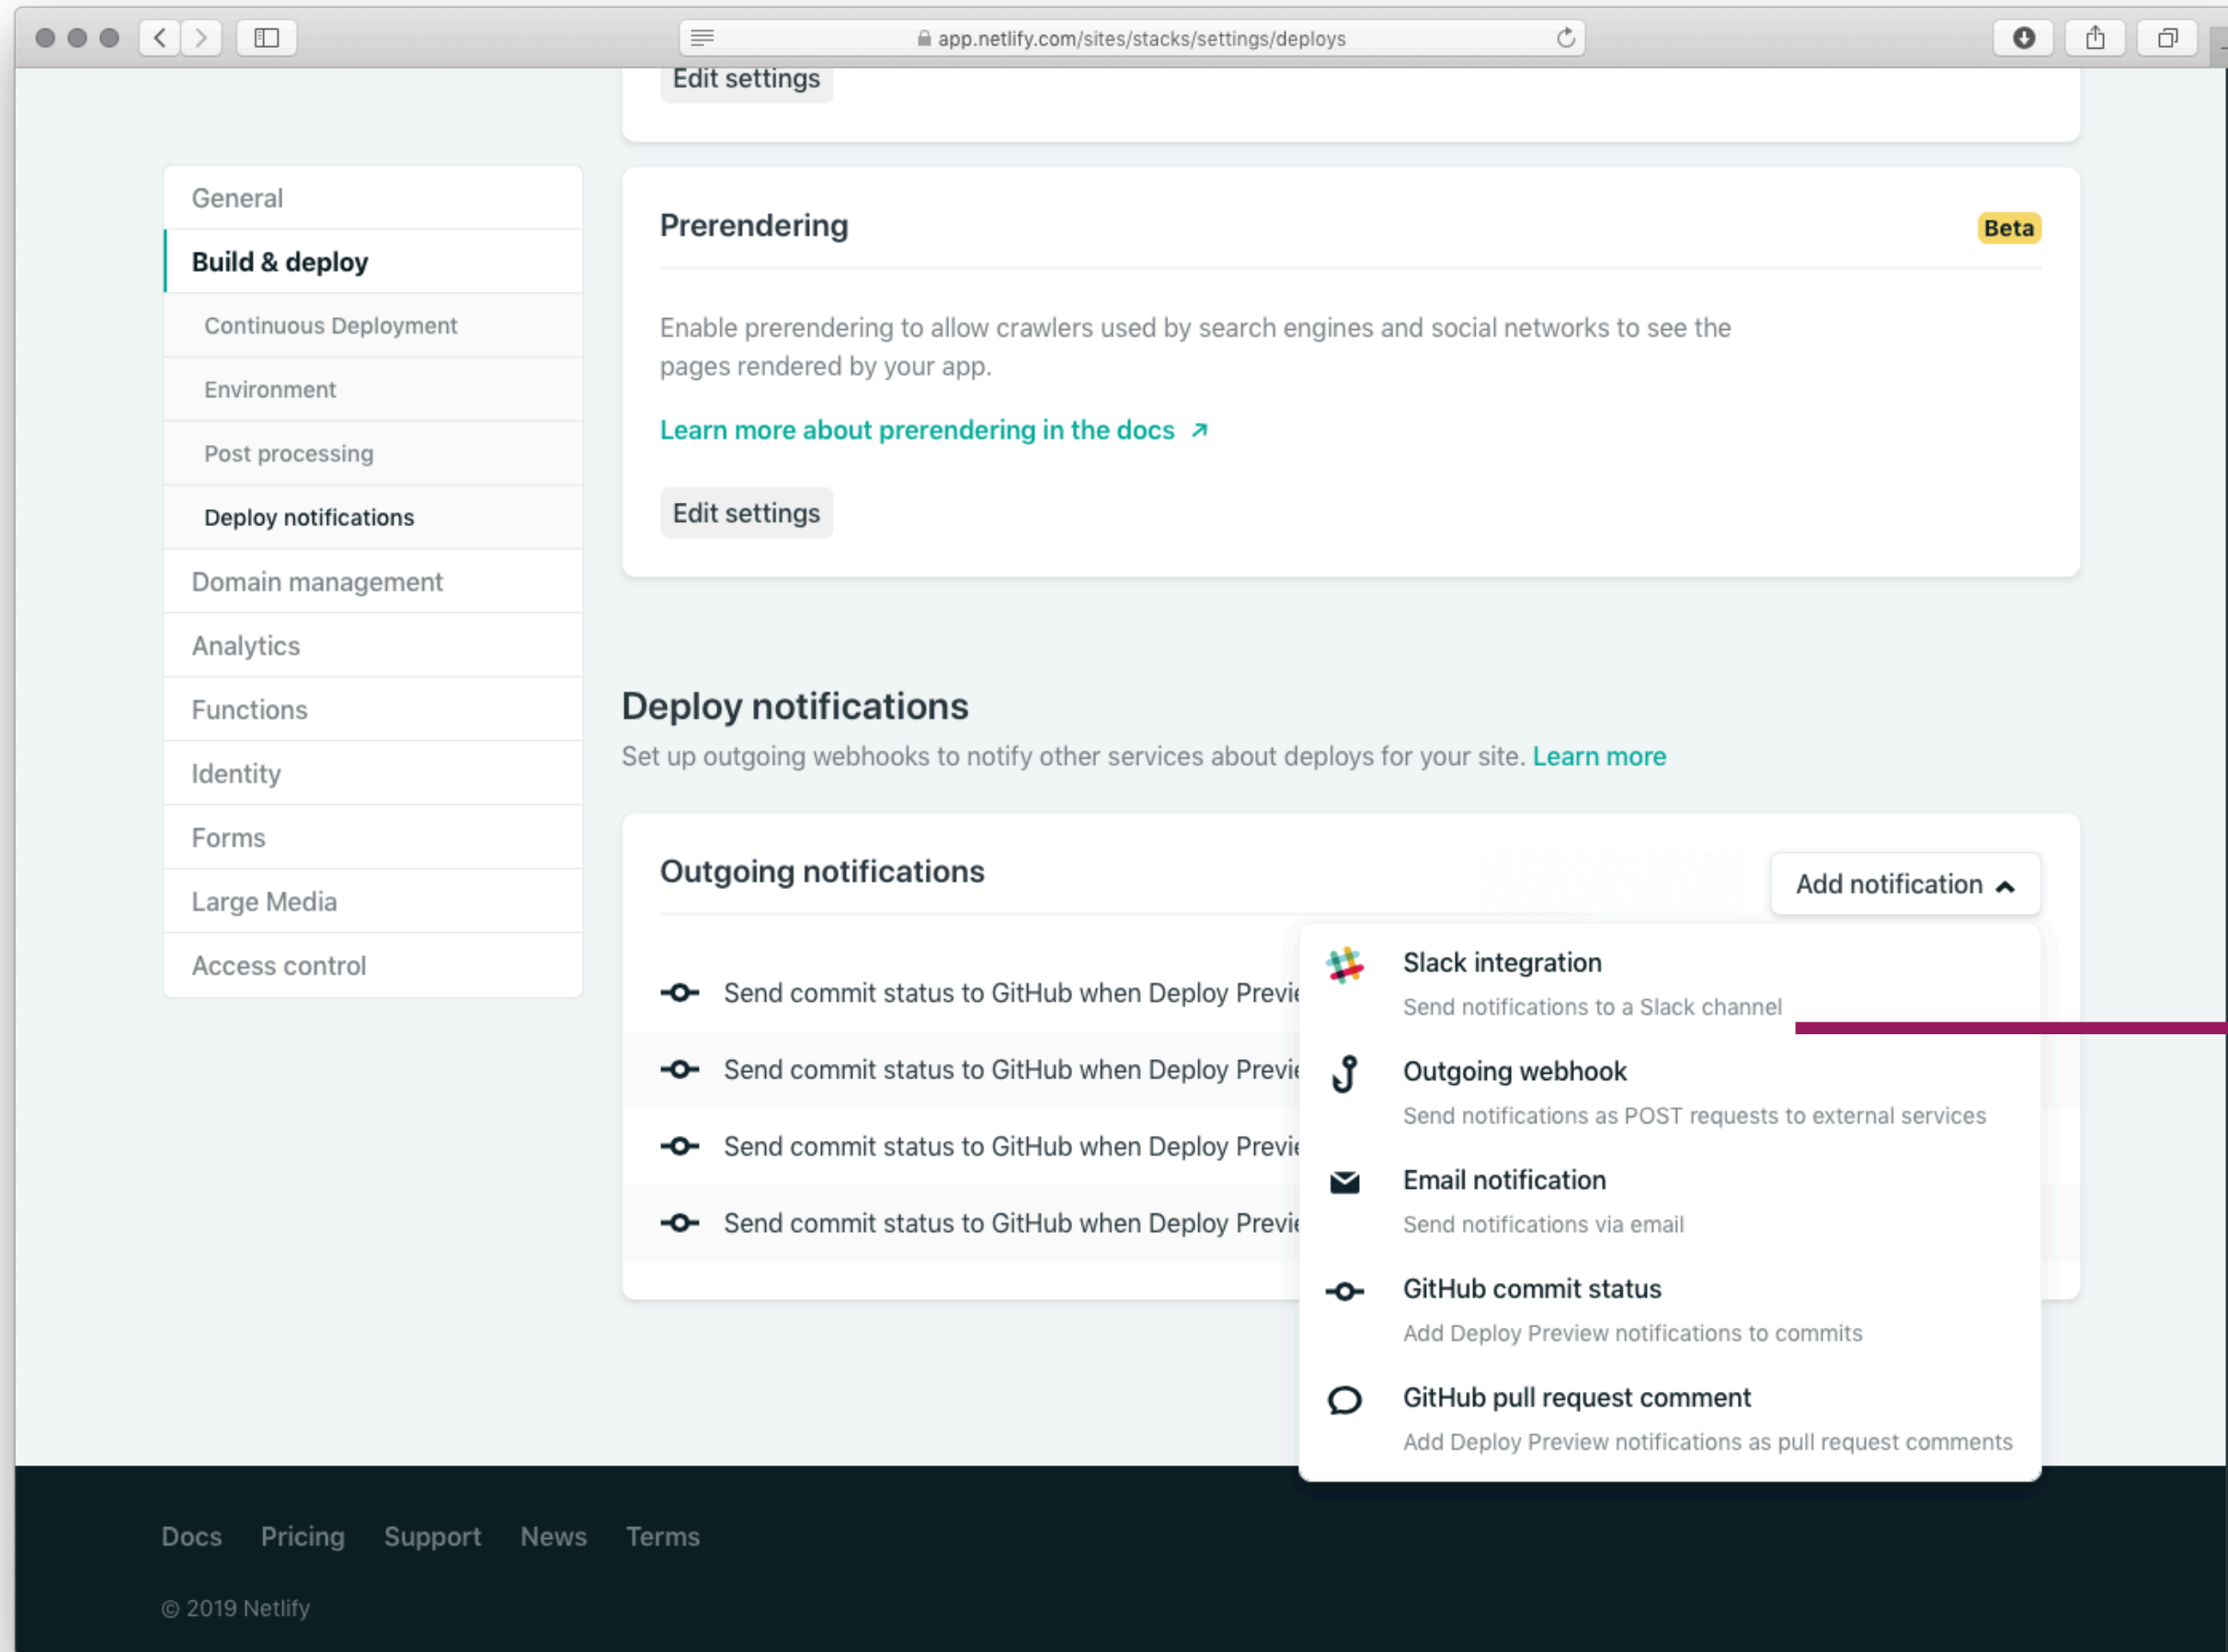 app.netlify.com/sites/stacks/settings/deploys
Edit settings
General
Build & deploy
Continuous Deployment
Environment
Post processing
Deploy notifications
Domain management
Analytics
Functions
Identity
Forms
Large Media
Access control
Prerendering
Beta
Enable prerendering to allow crawlers used by search engines and social networks to see the
pages rendered by your app.
Learn more about prerendering in the docs
Edit settings
Deploy notifications
Set up outgoing webhooks to notify other services about deploys for your site. Learn more
Outgoing notifications
Add notification
Send commit status to GitHub when Deploy
Send commit status to GitHub when Deploy
Send commit status to GitHub when Deploy
Send commit status to GitHub when Deploy
Slack integration
Send notifications to a Slack channel
Outgoing webhook
Send notifications as POST requests to external services
Email notification
Send notifications via email
GitHub commit status
Add Deploy Preview notifications to commits
GitHub pull request comment
Add Deploy Preview notifications as pull request comments
Docs Pricing Support News Terms
© 2019 Netlify